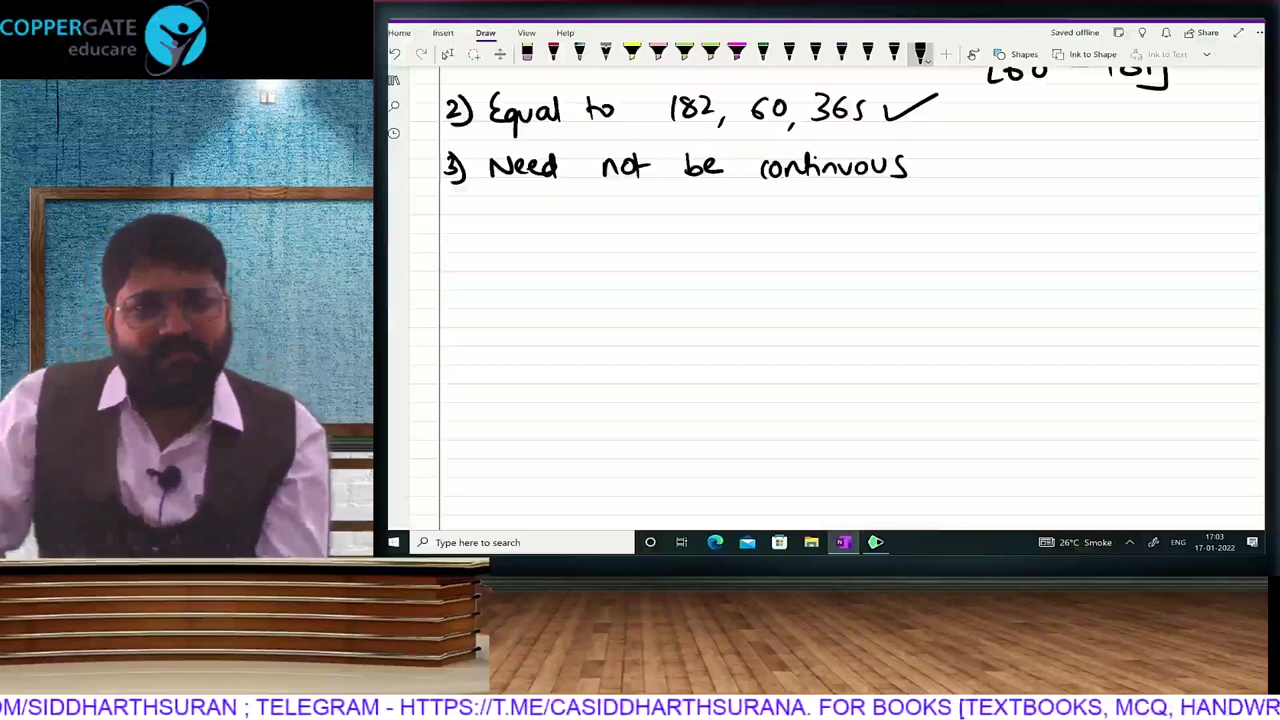 COPPERGATE
educare
Home Insert Draw View Help
Saved offline
Share
Shapes
Ink to Shape
Ink to Text
2) Equal to 182, 60, 365 ✓
3) Need not be continuous
Type here to search
26°C Smoke
ENG
17:03
17-01-2022
OM/SIDDHARTHSURAN ; TELEGRAM - HTTPS://T.ME/CASIDDHARTHSURANA. FOR BOOKS [TEXTBOOKS, MCQ, HANDWR